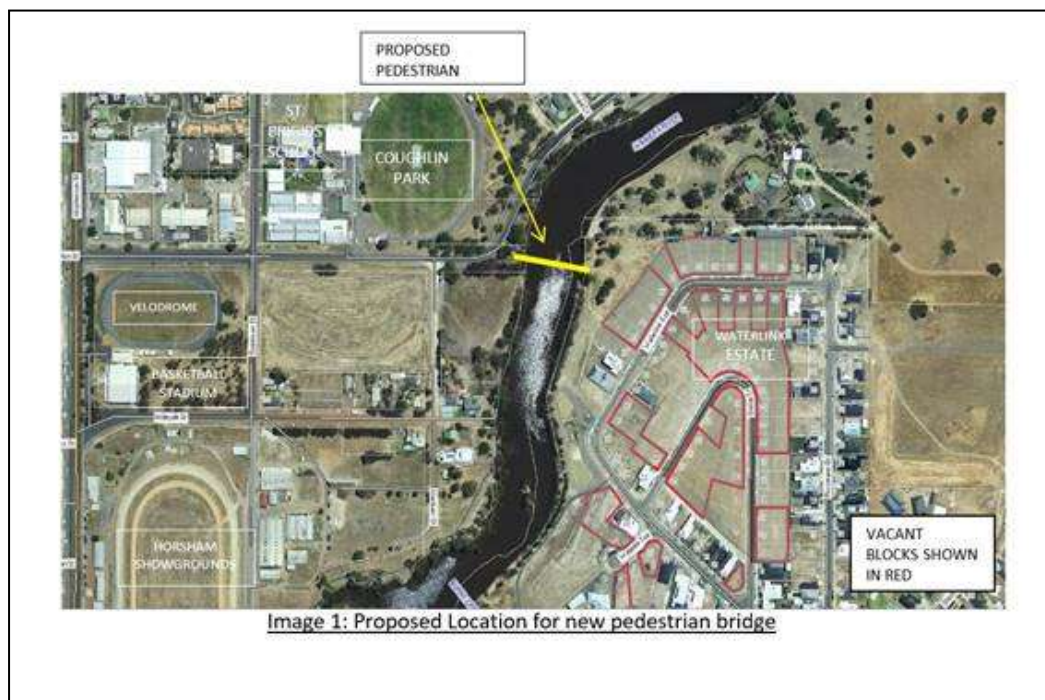 PROPOSED
PEDESTRIAN
ST
BRIGIDS
SCHOOL
COUGHLIN
PARK
VELODROME
WATERLINK
ESTATE
BASKETBALL
STADIUM
HORSHAM
SHOWGROUNDS
VACANT
BLOCKS SHOWN
IN RED
Image 1: Proposed Location for new pedestrian bridge